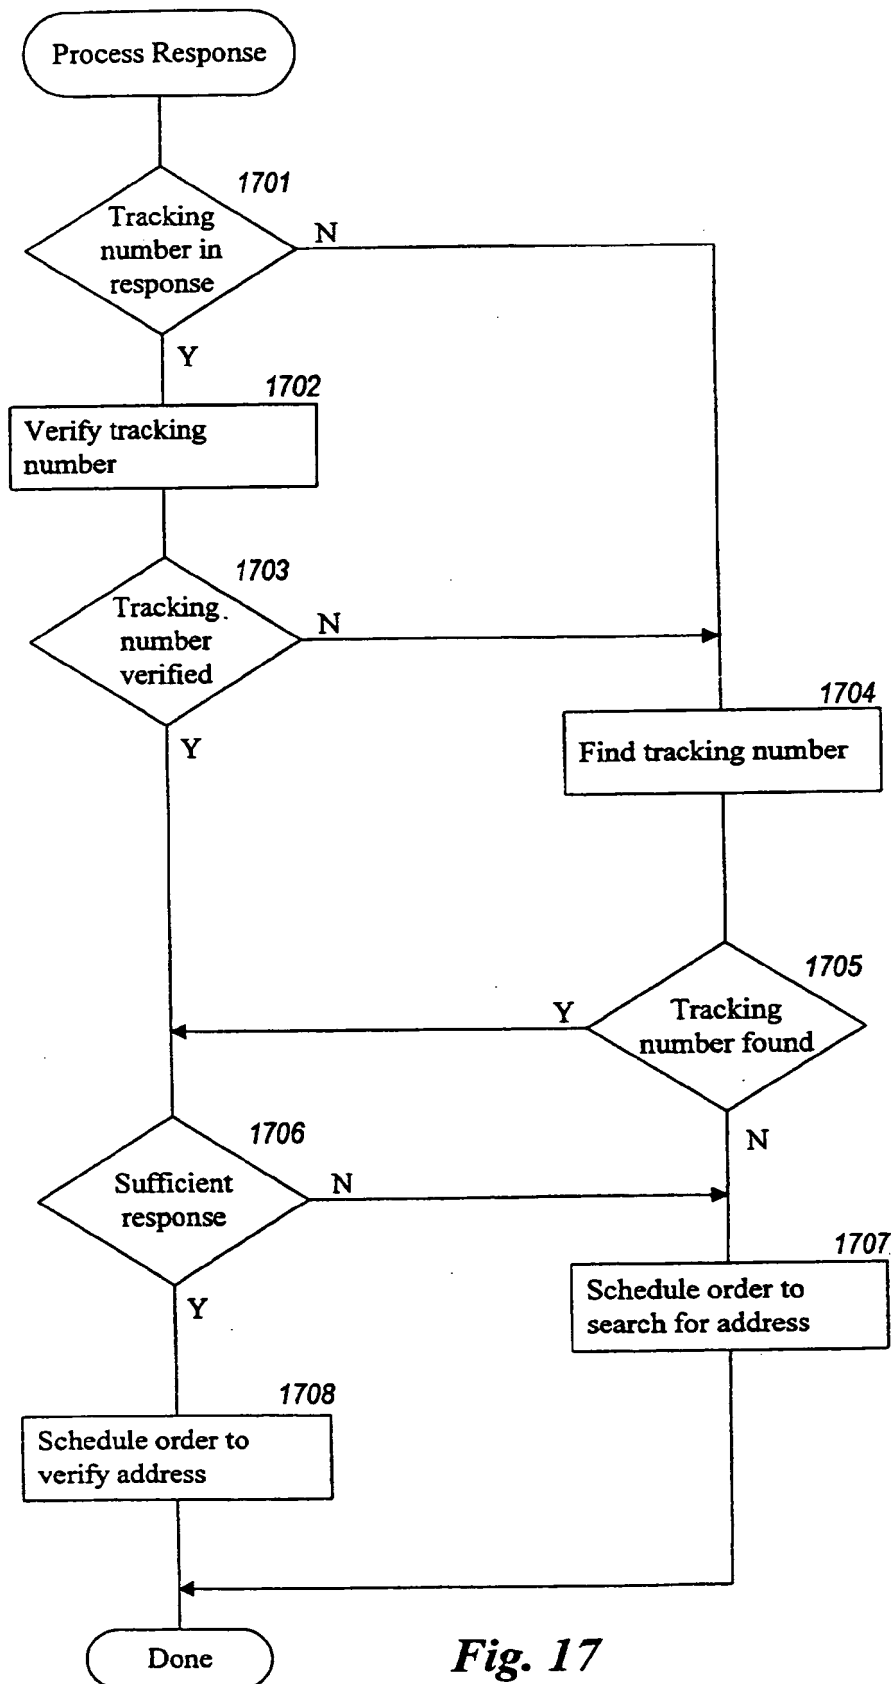 Process Response
1701
Tracking
number in
response
N
Y
1702
Verify tracking
number
1703
Tracking
number
verified
N
Y
1704
Find tracking number
1705
Tracking
number found
Y
N
1706
Sufficient
response
N
Y
1707
Schedule order to
search for address
1708
Schedule order to
verify address
Done
Fig. 17